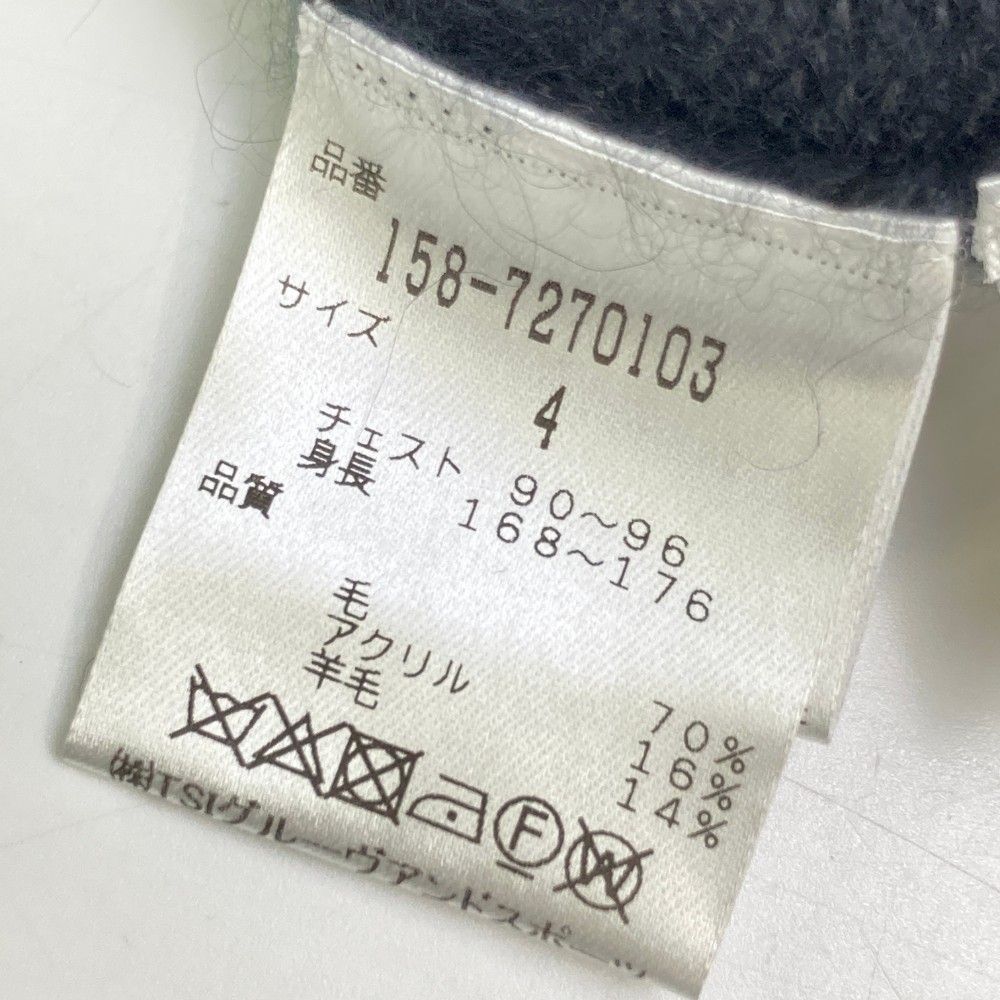 品番
158-7270103
サイズ
4
チェスト 90～96
身長 168～176
品質
毛 70%
アクリル 16%
羊毛 14%
F
W
㈱TSIグルーヴアンドスポーツ